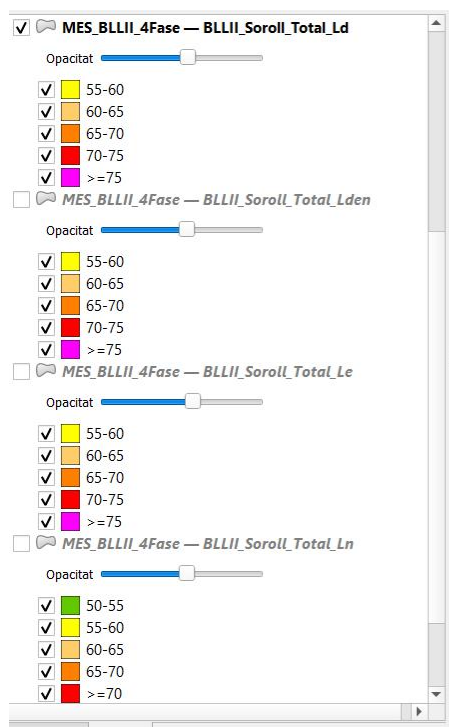 MES_BLLII_4Fase — BLLII_Soroll_Total_Ld
Opacitat
55-60
60-65
65-70
70-75
>=75
MES_BLLII_4Fase — BLLII_Soroll_Total_Lden
Opacitat
55-60
60-65
65-70
70-75
>=75
MES_BLLII_4Fase — BLLII_Soroll_Total_Le
Opacitat
55-60
60-65
65-70
70-75
>=75
MES_BLLII_4Fase — BLLII_Soroll_Total_Ln
Opacitat
50-55
55-60
60-65
65-70
>=70